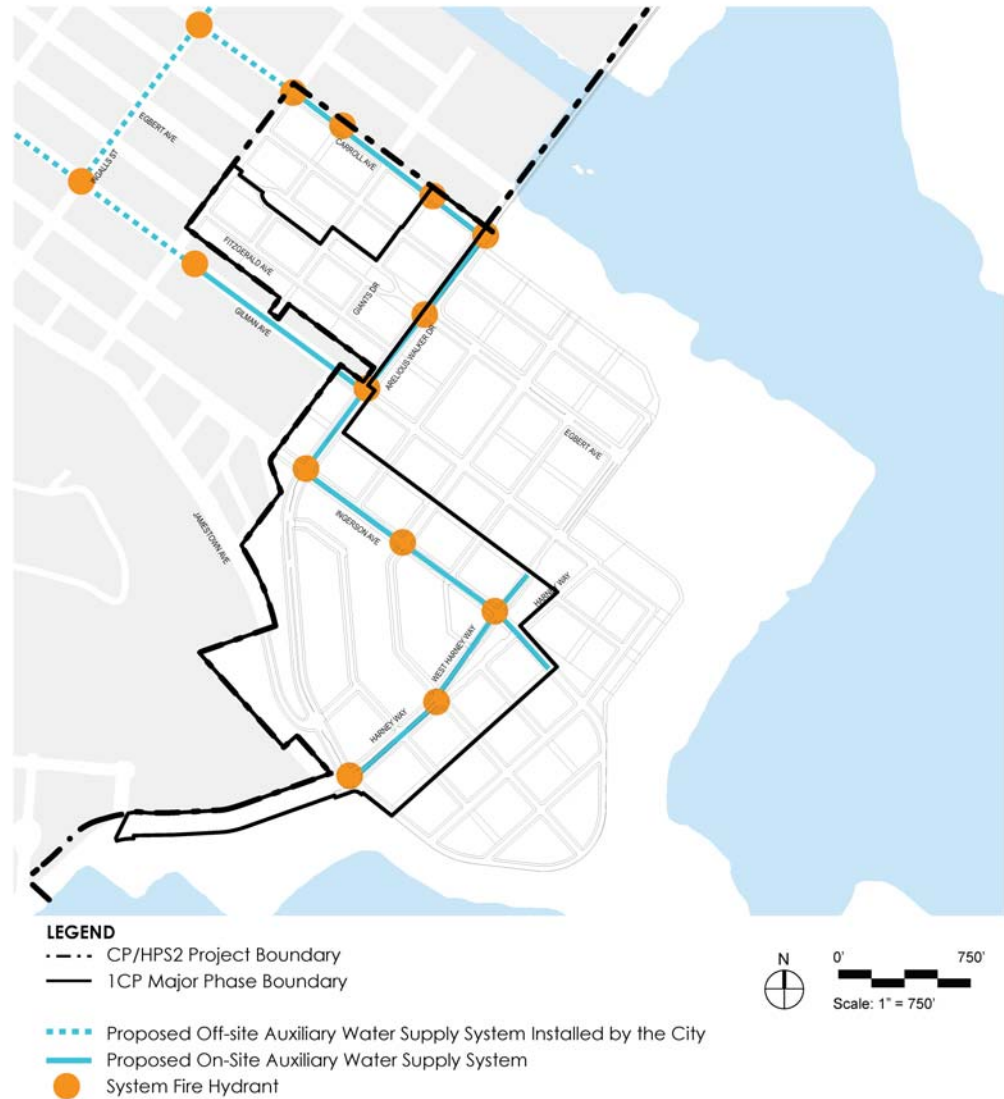 EGBERT AVE
INGALLS ST
CARROLL AVE
FITZGERALD AVE
GIANTS DR
GILMAN AVE
ARELIOUS WALKER DR
EGBERT AVE
JAMESTOWN AVE
INGERSON AVE
HARNEY WAY
WEST HARNEY WAY
HARNEY WAY
LEGEND
CP/HPS2 Project Boundary
1CP Major Phase Boundary
Proposed Off-site Auxiliary Water Supply System Installed by the City
Proposed On-Site Auxiliary Water Supply System
System Fire Hydrant
N
0' 750'
Scale: 1" = 750'